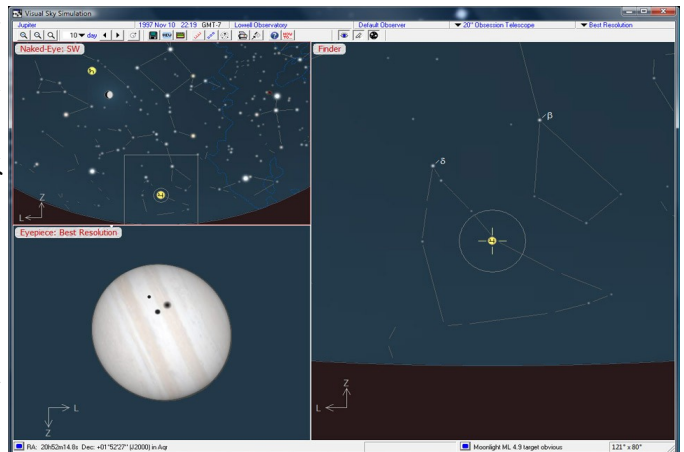 Visual Sky Simulation
Jupiter 1997 Nov 10 22:19 GMT-7 Lowell Observatory Default Observer 20" Obsession Telescope Best Resolution
10 day
Naked-Eye: SW
Z
L
Finder
β
δ
Z
L
Eyepiece: Best Resolution
L
Z
RA: 20h52m14.8s Dec: +01°52'27" (J2000) in Aqr Moonlight ML 4.9 target obvious 121° x 80°